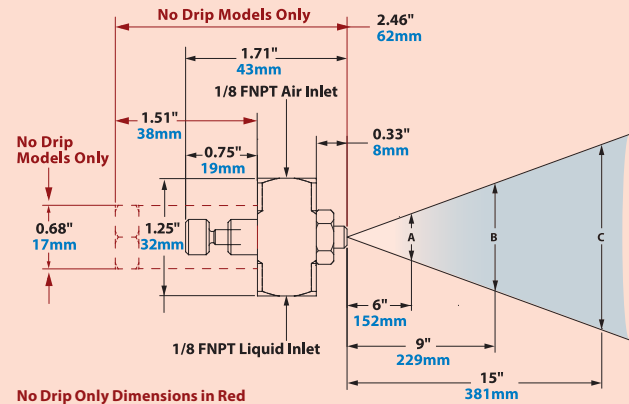 No Drip Models Only
2.46"
62mm
1.71"
43mm
1/8 FNPT Air Inlet
1.51"
38mm
0.33"
8mm
No Drip
Models Only
0.75"
19mm
0.68"
17mm
1.25"
32mm
A
B
C
6"
152mm
1/8 FNPT Liquid Inlet
9"
229mm
15"
381mm
No Drip Only Dimensions in Red